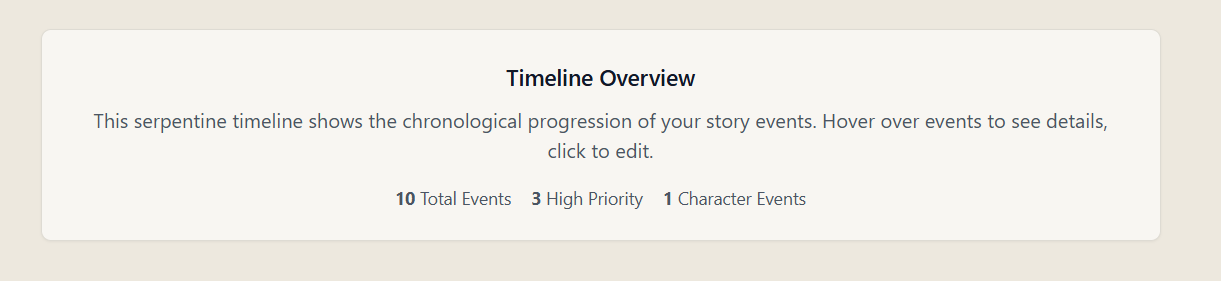 Timeline Overview
This serpentine timeline shows the chronological progression of your story events. Hover over events to see details,
click to edit.
10 Total Events 3 High Priority 1 Character Events